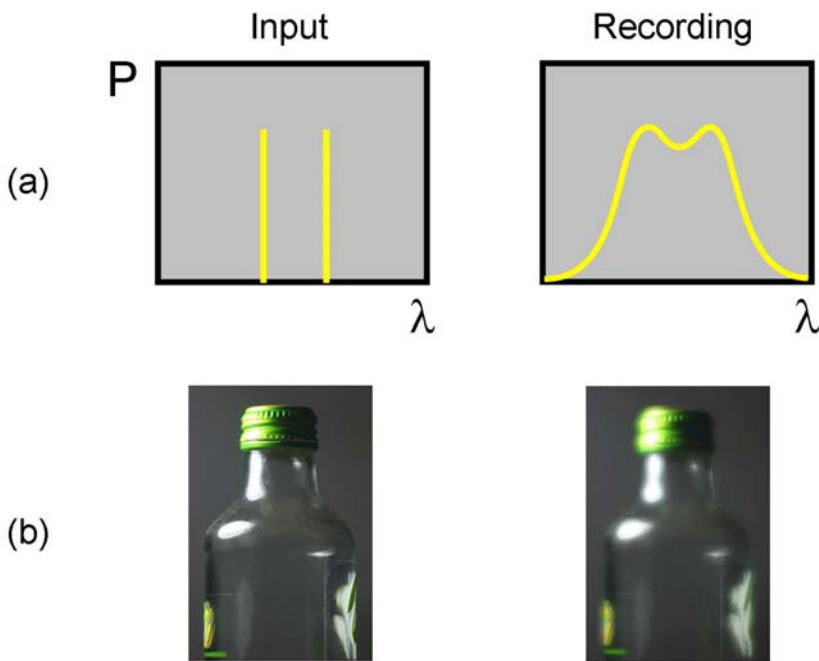 Input Recording
P
(a)
λ λ
(b)